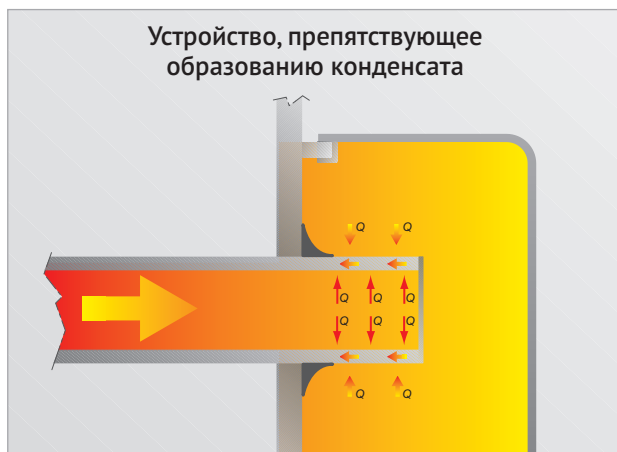 Устройство, препятствующее
образованию конденсата
Q Q
Q Q Q
Q Q Q
Q Q